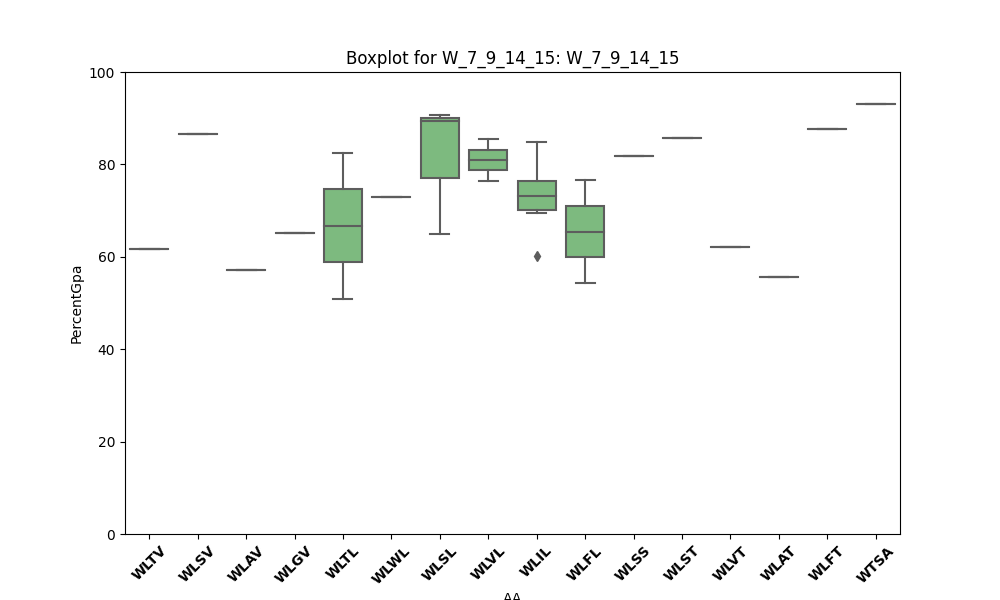 Boxplot for W_7_9_14_15: W_7_9_14_15
PercentGpa
100
80
60
40
20
0
WLTV
WLSV
WLAV
WLGV
WLTL
WLWL
WLSL
WLVL
WLIL
WLFL
WLSS
WLST
WLVT
WLAT
WLFT
WTSA
AA